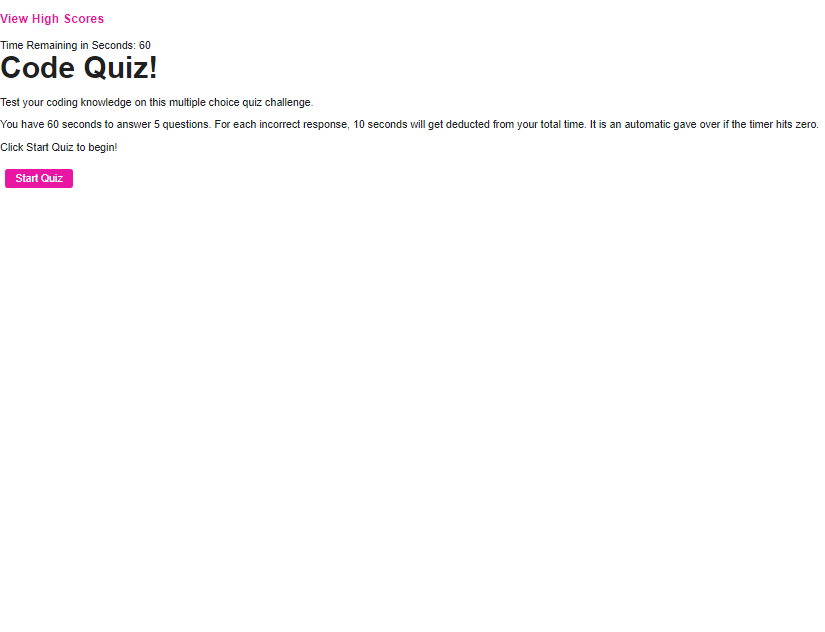 View High Scores
Time Remaining in Seconds: 60
Code Quiz!
Test your coding knowledge on this multiple choice quiz challenge.
You have 60 seconds to answer 5 questions. For each incorrect response, 10 seconds will get deducted from your total time. It is an automatic gave over if the timer hits zero.
Click Start Quiz to begin!
Start Quiz